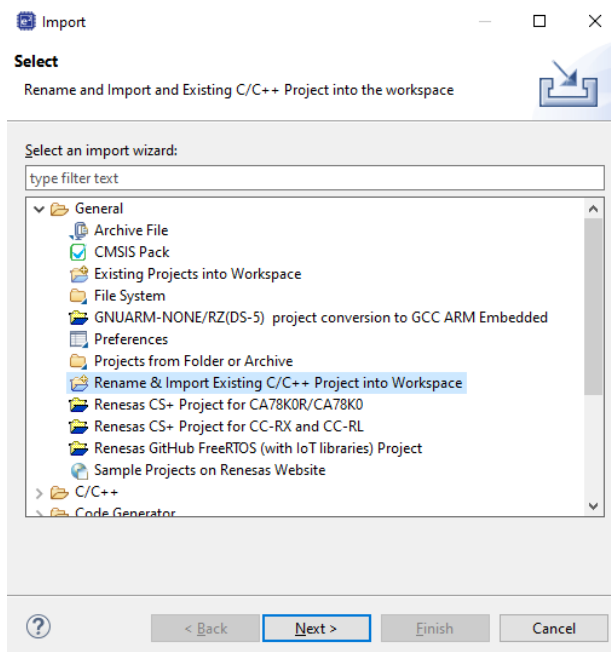 Import
Select
Rename and Import and Existing C/C++ Project into the workspace
Select an import wizard:
type filter text
General
Archive File
CMSIS Pack
Existing Projects into Workspace
File System
GNUARM-NONE/RZ(DS-5) project conversion to GCC ARM Embedded
Preferences
Projects from Folder or Archive
Rename & Import Existing C/C++ Project into Workspace
Renesas CS+ Project for CA78K0R/CA78K0
Renesas CS+ Project for CC-RX and CC-RL
Renesas GitHub FreeRTOS (with IoT libraries) Project
Sample Projects on Renesas Website
C/C++
Code Generator
? < Back Next > Finish Cancel